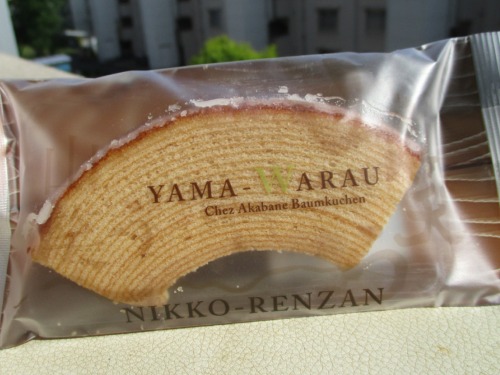 YAMA-WARAU
Chez Akabane Baumkuchen
NIKKO-RENZAN